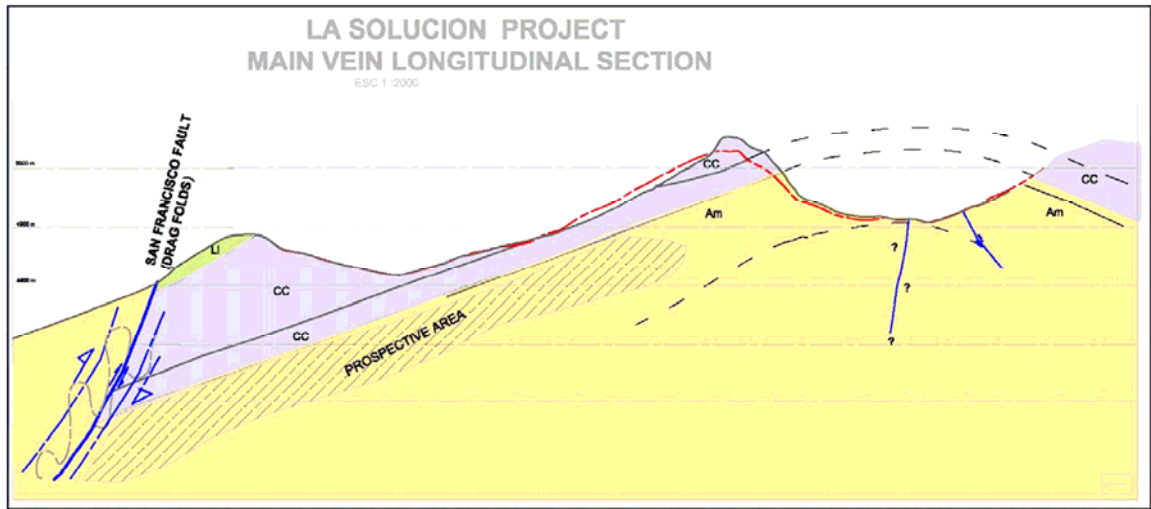 LA SOLUCION PROJECT
MAIN VEIN LONGITUDINAL SECTION
ESC 1 :2000
SAN FRANCISCO FAULT
(DRAG FOLDS)
CC
CC
LI
Am
Am
CC
CC
PROSPECTIVE AREA
?
?
?